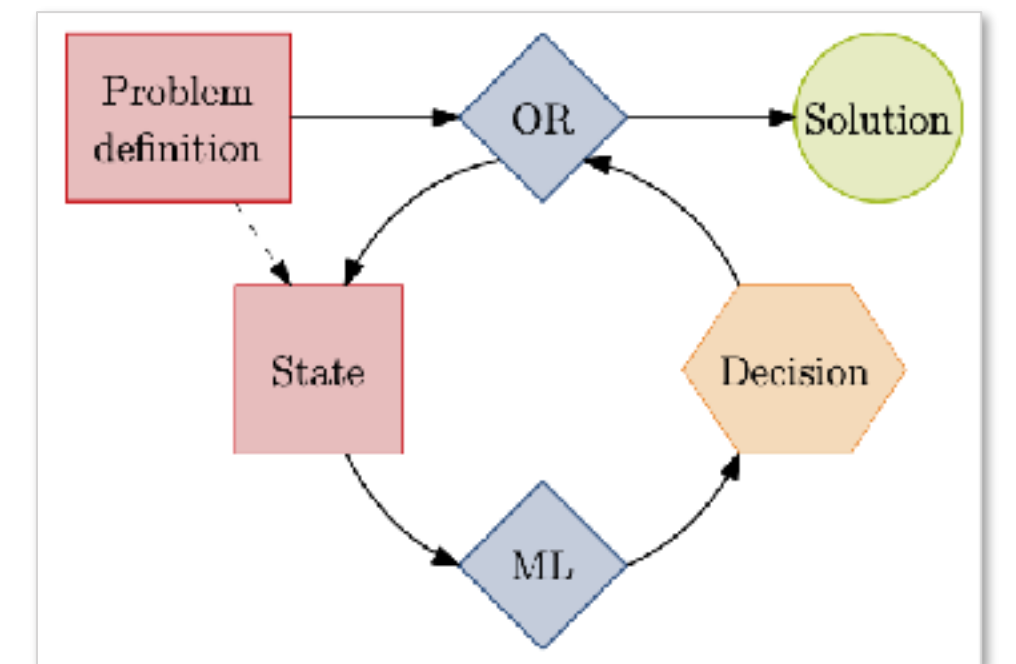 Problem
definition
OR
Solution
State
Decision
ML